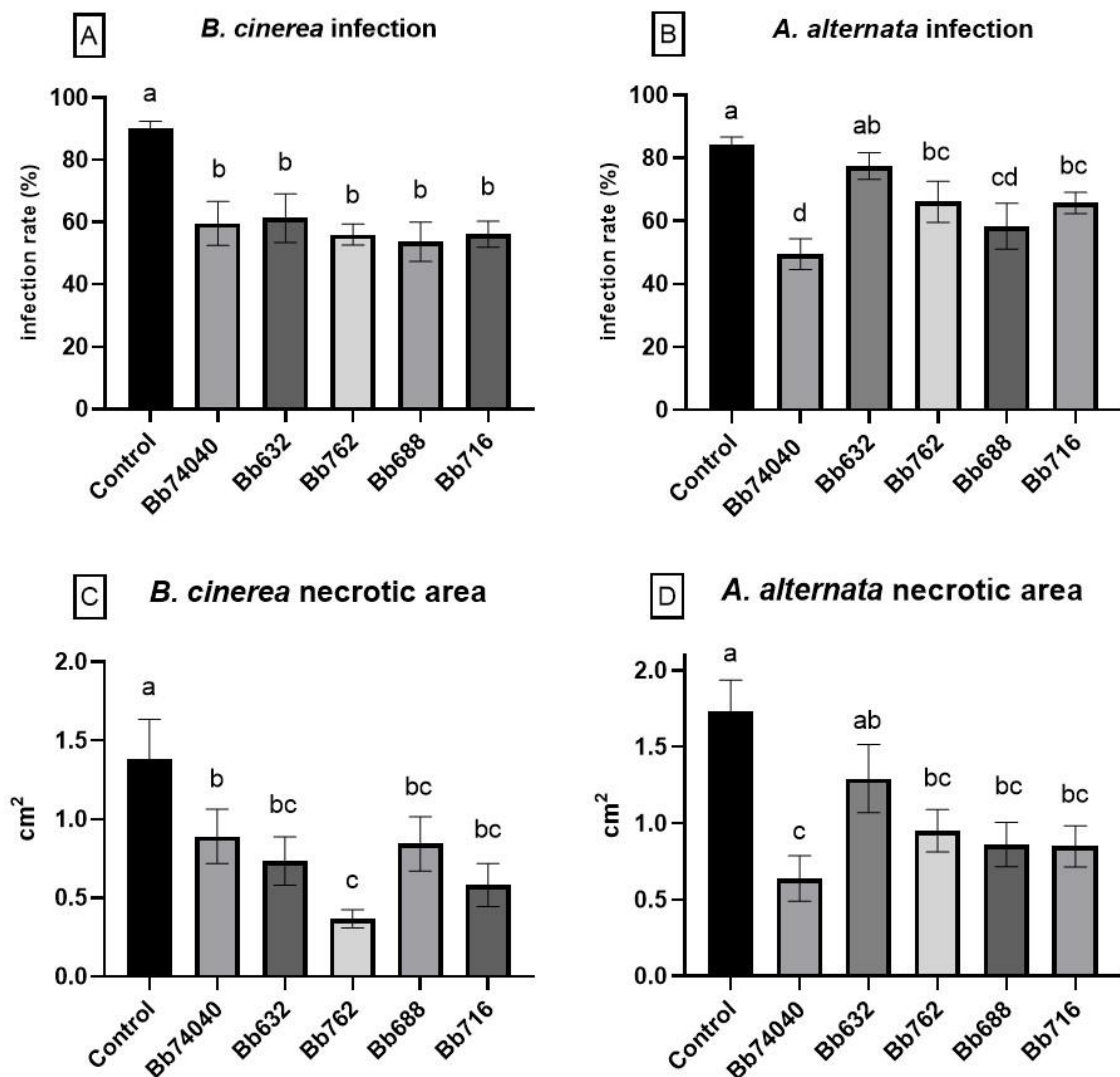 A
B. cinerea infection
infection rate (%)
100
80
60
40
20
0
a
b
b
b
b
b
Control
Bb74040
Bb632
Bb762
Bb688
Bb716
B
A. alternata infection
infection rate (%)
100
80
60
40
20
0
a
d
ab
bc
cd
bc
Control
Bb74040
Bb632
Bb762
Bb688
Bb716
C
B. cinerea necrotic area
cm²
2.0
1.5
1.0
0.5
0.0
a
b
bc
c
bc
bc
Control
Bb74040
Bb632
Bb762
Bb688
Bb716
D
A. alternata necrotic area
cm²
2.0
1.5
1.0
0.5
0.0
a
c
ab
bc
bc
bc
Control
Bb74040
Bb632
Bb762
Bb688
Bb716